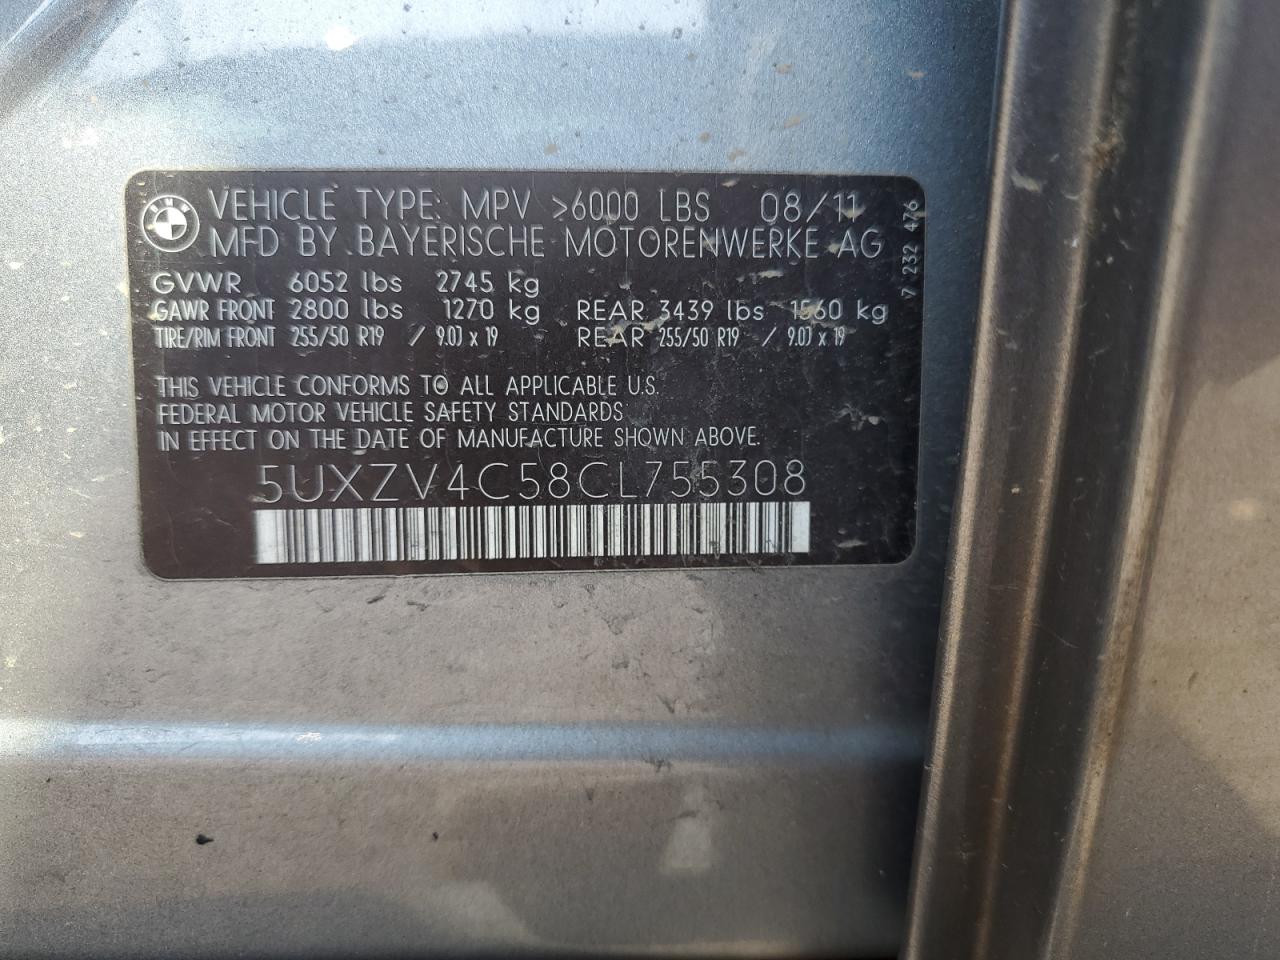 BMW
VEHICLE TYPE: MPV >6000 LBS 08/11
MFD BY BAYERISCHE MOTORENWERKE AG
GVWR 6052 lbs 2745 kg
GAWR FRONT 2800 lbs 1270 kg REAR 3439 lbs 1560 kg
TIRE/RIM FRONT 255/50 R19 / 9.0J x 19 REAR 255/50 R19 / 9.0J x 19
THIS VEHICLE CONFORMS TO ALL APPLICABLE U.S.
FEDERAL MOTOR VEHICLE SAFETY STANDARDS
IN EFFECT ON THE DATE OF MANUFACTURE SHOWN ABOVE.
5UXZV4C58CL755308
7 232 476